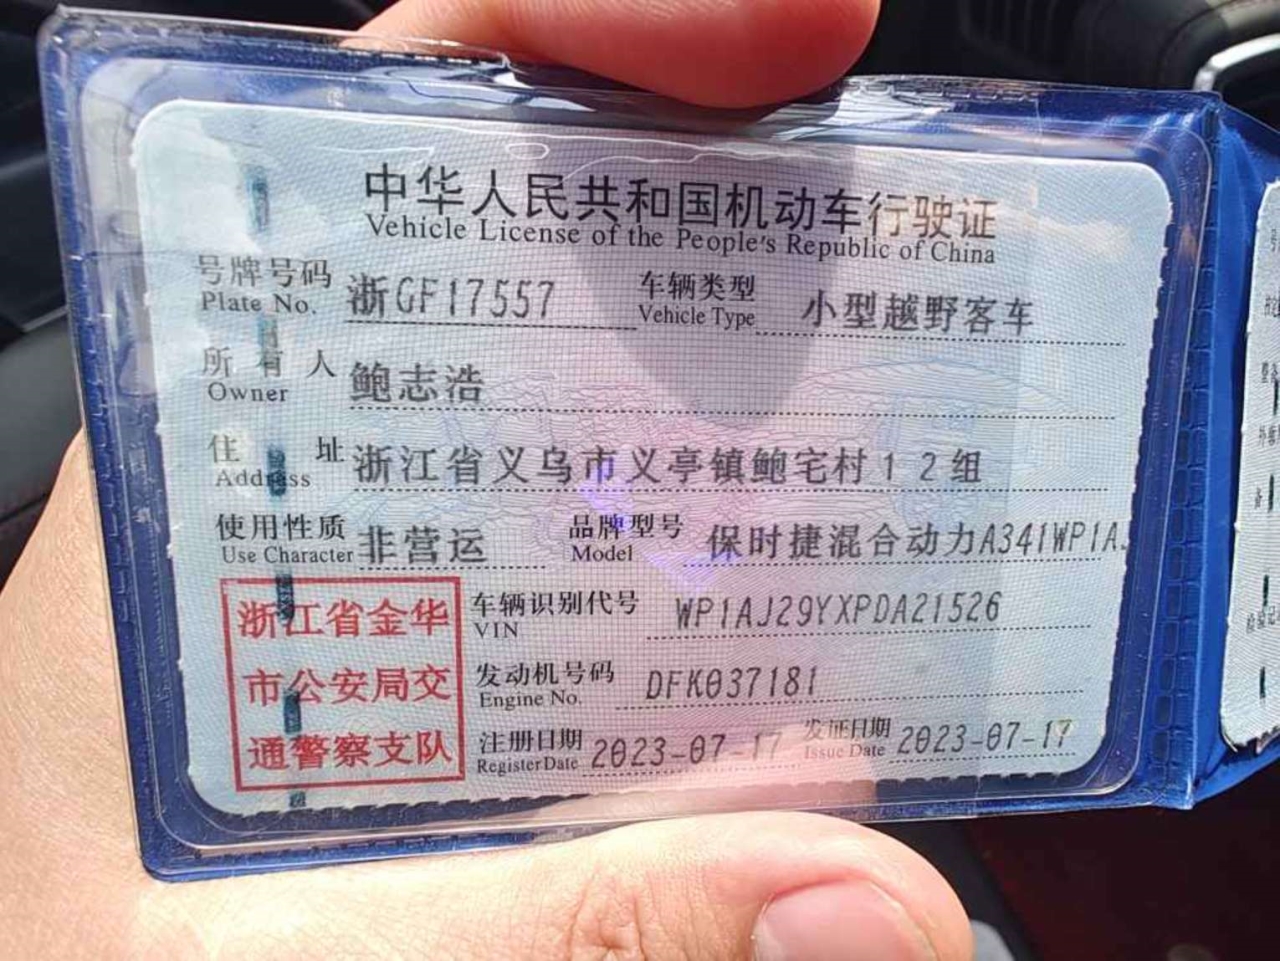 中华人民共和国机动车行驶证
Vehicle License of the People's Republic of China
号牌号码 浙GF17557 车辆类型 小型越野客车
Plate No. Vehicle Type
所有人 鲍志浩
Owner
住址 浙江省义乌市义亭镇鲍宅村12组
Address
使用性质 非营运 品牌型号 保时捷混合动力A341WP1A
Use Character Model
浙江省金华
市公安局交
通警察支队
车辆识别代号 WP1AJ29YXPDA21526
VIN
发动机号码 DFK037181
Engine No.
注册日期 2023-07-17 发证日期 2023-07-17
Register Date Issue Date